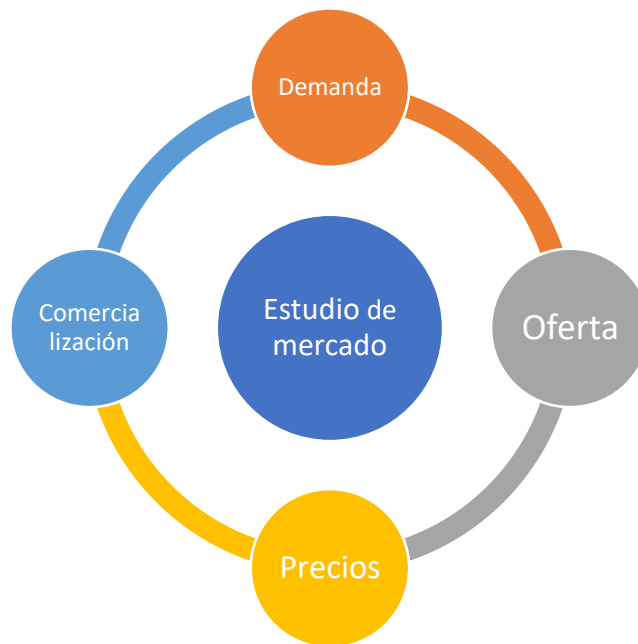 Demanda
Comercia
lización
Estudio de
mercado
Oferta
Precios